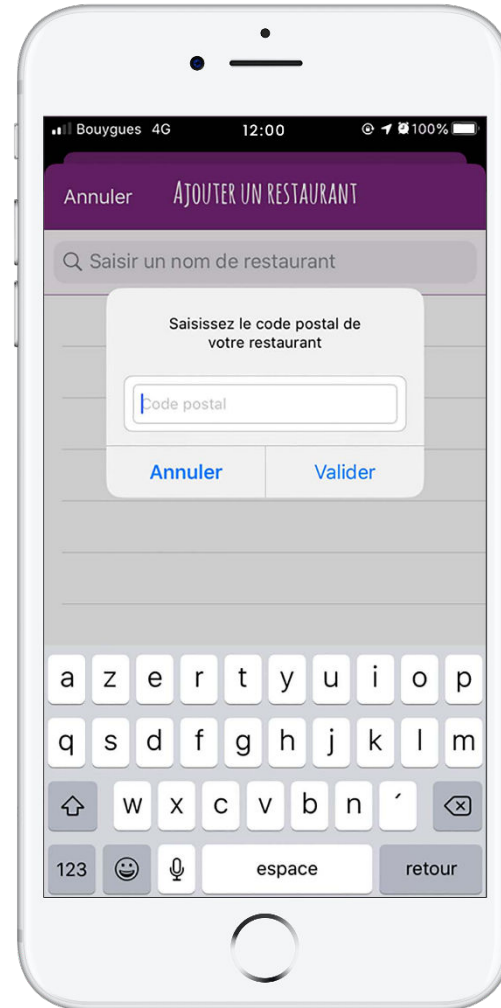 Bouygues 4G 12:00 100%
Annuler AJOUTER UN RESTAURANT
Saisir un nom de restaurant
Saisissez le code postal de
votre restaurant
Code postal
Annuler Valider
a z e r t y u i o p
q s d f g h j k l m
w x c v b n ´
123 espace retour